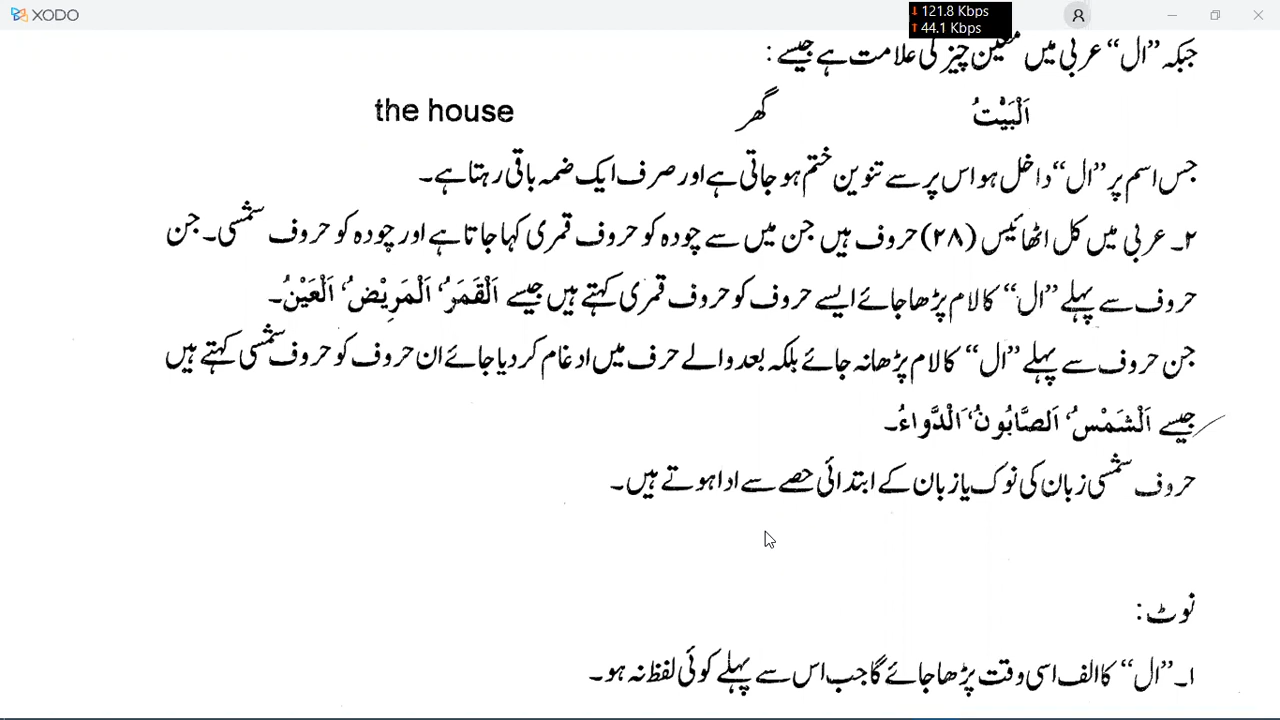 XODO
↓ 121.8 Kbps
↑ 44.1 Kbps
جبکہ ”ال“ عربی میں معین چیز کی علامت ہے جیسے :
اَلْبَيْتُ گھر the house
جس اسم پر ”ال“ داخل ہو اس پر سے تنوین ختم ہو جاتی ہے اور صرف ایک ضمہ باقی رہتا ہے۔
۲۔ عربی میں کل اٹھائیس (۲۸) حروف ہیں جن میں سے چودہ کو حروف قمری کہا جاتا ہے اور چودہ کو حروف شمسی۔ جن
حروف سے پہلے ”ال“ کا لام پڑھا جائے ایسے حروف کو حروف قمری کہتے ہیں جیسے اَلْقَمَرُ، اَلْمَرِيْضُ، اَلْعَيْنُ۔
جن حروف سے پہلے ”ال“ کا لام پڑھا نہ جائے بلکہ بعد والے حرف میں ادغام کر دیا جائے ان حروف کو حروف شمسی کہتے ہیں
جیسے اَلْشَمْسُ، اَلصَّابُونُ، اَلْدَّوَاءُ۔
حروف شمسی زبان کی نوک یا زبان کے ابتدائی حصے سے ادا ہوتے ہیں۔
نوٹ :
۱۔ ”ال“ کا الف اسی وقت پڑھا جائے گا جب اس سے پہلے کوئی لفظ نہ ہو۔